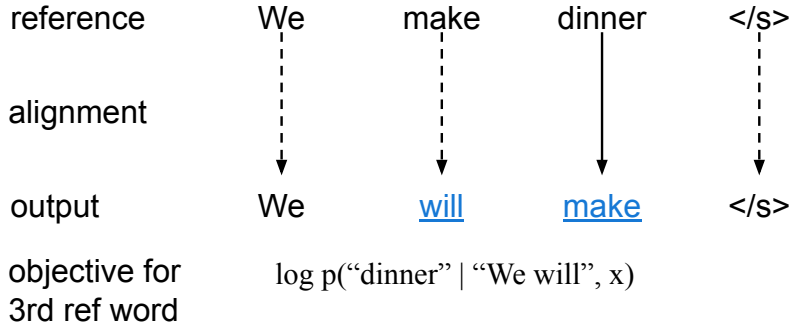 reference We make dinner </s>
alignment
output We will make </s>
objective for log p(“dinner” | “We will”, x)
3rd ref word